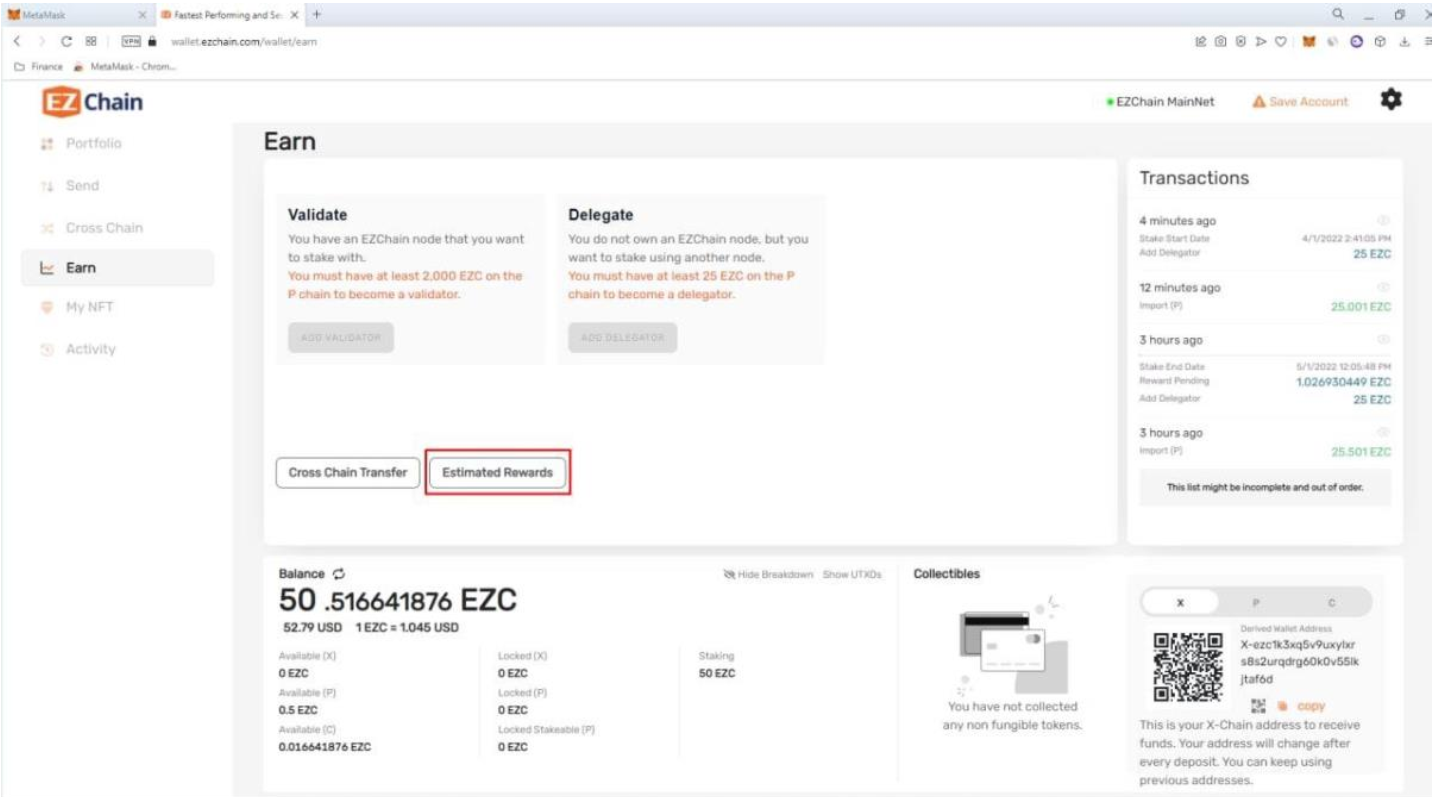 MetaMask
Fastest Performing and Se
wallet.ezchain.com/wallet/earn
VPN
Finance
MetaMask - Chrom...
EZ Chain
EZChain MainNet
Save Account
Portfolio
Send
Cross Chain
Earn
My NFT
Activity
Earn
Validate
You have an EZChain node that you want
to stake with.
You must have at least 2,000 EZC on the
P chain to become a validator.
ADD VALIDATOR
Delegate
You do not own an EZChain node, but you
want to stake using another node.
You must have at least 25 EZC on the P
chain to become a delegator.
ADD DELEGATOR
Cross Chain Transfer
Estimated Rewards
Transactions
4 minutes ago
Stake Start Date 4/1/2022 2:41:05 PM
Add Delegator 25 EZC
12 minutes ago
Import (P) 25.001 EZC
3 hours ago
Stake End Date 5/1/2022 12:05:48 PM
Reward Pending 1.026930449 EZC
Add Delegator 25 EZC
3 hours ago
Import (P) 25.501 EZC
This list might be incomplete and out of order.
Balance
Hide Breakdown Show UTXOs
50 .516641876 EZC
52.79 USD 1 EZC = 1.045 USD
Available (X)
0 EZC
Available (P)
0.5 EZC
Available (C)
0.016641876 EZC
Locked (X)
0 EZC
Locked (P)
0 EZC
Locked Stakeable (P)
0 EZC
Staking
50 EZC
Collectibles
You have not collected
any non fungible tokens.
X P C
Derived Wallet Address
X-ezc1k3xq5v9uxylxr
s8s2urqdrg60k0v55lk
jtaf6d
copy
This is your X-Chain address to receive
funds. Your address will change after
every deposit. You can keep using
previous addresses.